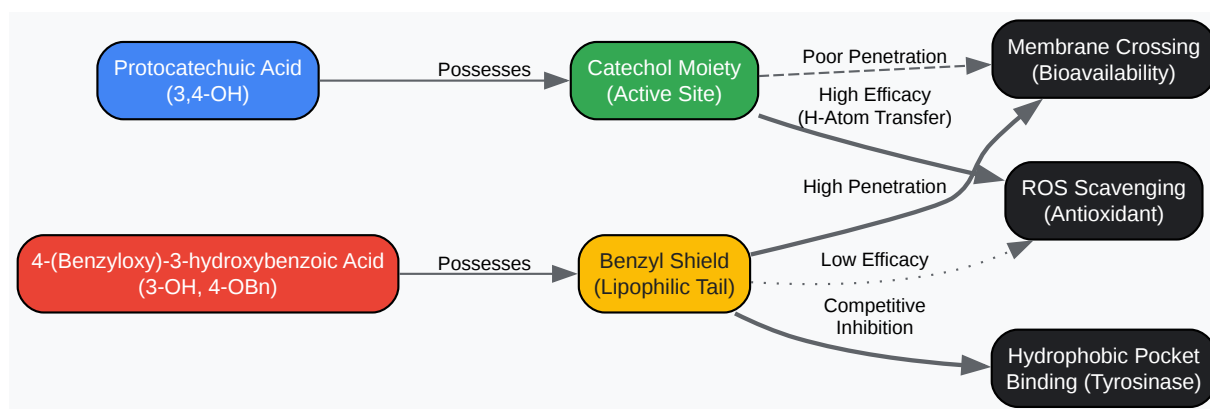 Protocatechuic Acid
(3,4-OH)
Possesses
Catechol Moiety
(Active Site)
Poor Penetration
High Efficacy
(H-Atom Transfer)
Membrane Crossing
(Bioavailability)
High Penetration
ROS Scavenging
(Antioxidant)
4-(Benzyloxy)-3-hydroxybenzoic Acid
(3-OH, 4-OBn)
Possesses
Benzyl Shield
(Lipophilic Tail)
Low Efficacy
Competitive
Inhibition
Hydrophobic Pocket
Binding (Tyrosinase)